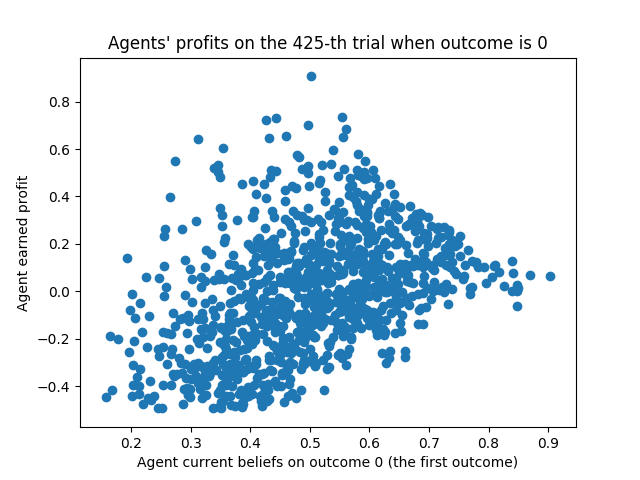 Agents' profits on the 425-th trial when outcome is 0
Agent earned profit
0.8
0.6
0.4
0.2
0.0
−0.2
−0.4
0.2 0.3 0.4 0.5 0.6 0.7 0.8 0.9
Agent current beliefs on outcome 0 (the first outcome)